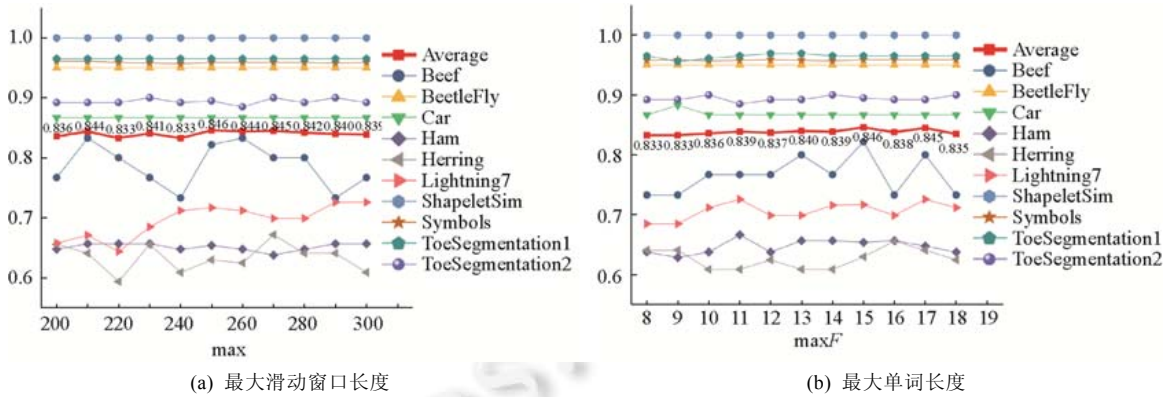 1.0
0.9
0.8
0.7
0.6
0.836 0.844 0.833 0.841 0.833 0.846 0.844 0.845 0.842 0.840 0.839
200 220 240 260 280 300
max
Average
Beef
BeetleFly
Car
Ham
Herring
Lightning7
ShapeletSim
Symbols
ToeSegmentation1
ToeSegmentation2
(a) 最大滑动窗口长度
1.0
0.9
0.8
0.7
0.6
0.833 0.833 0.836 0.839 0.837 0.840 0.839 0.846 0.838 0.845 0.835
8 9 10 11 12 13 14 15 16 17 18 19
maxF
Average
Beef
BeetleFly
Car
Ham
Herring
Lightning7
ShapeletSim
Symbols
ToeSegmentation1
ToeSegmentation2
(b) 最大单词长度